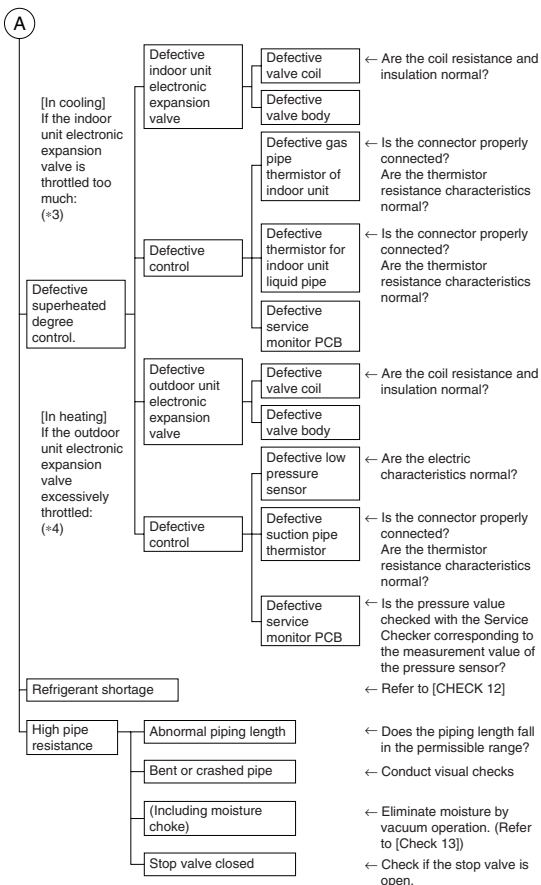 A
[In cooling]
If the indoor
unit electronic
expansion
valve is
throttled too
much:
(*3)
Defective
superheated
degree
control.
[In heating]
If the outdoor
unit electronic
expansion
valve
excessively
throttled:
(*4)
Defective
indoor unit
electronic
expansion
valve
Defective
valve coil
← Are the coil resistance and
insulation normal?
Defective
valve body
Defective
control
Defective gas
pipe
thermistor of
indoor unit
← Is the connector properly
connected?
Are the thermistor
resistance characteristics
normal?
Defective
thermistor for
indoor unit
liquid pipe
← Is the connector properly
connected?
Are the thermistor
resistance characteristics
normal?
Defective
service
monitor PCB
Defective
outdoor unit
electronic
expansion
valve
Defective
valve coil
← Are the coil resistance and
insulation normal?
Defective
valve body
Defective
control
Defective low
pressure
sensor
← Are the electric
characteristics normal?
Defective
suction pipe
thermistor
← Is the connector properly
connected?
Are the thermistor
resistance characteristics
normal?
Defective
service
monitor PCB
← Is the pressure value
checked with the Service
Checker corresponding to
the measurement value of
the pressure sensor?
Refrigerant shortage
← Refer to [CHECK 12]
High pipe
resistance
Abnormal piping length
← Does the piping length fall
in the permissible range?
Bent or crashed pipe
← Conduct visual checks
(Including moisture
choke)
← Eliminate moisture by
vacuum operation. (Refer
to [Check 13])
Stop valve closed
← Check if the stop valve is
open.